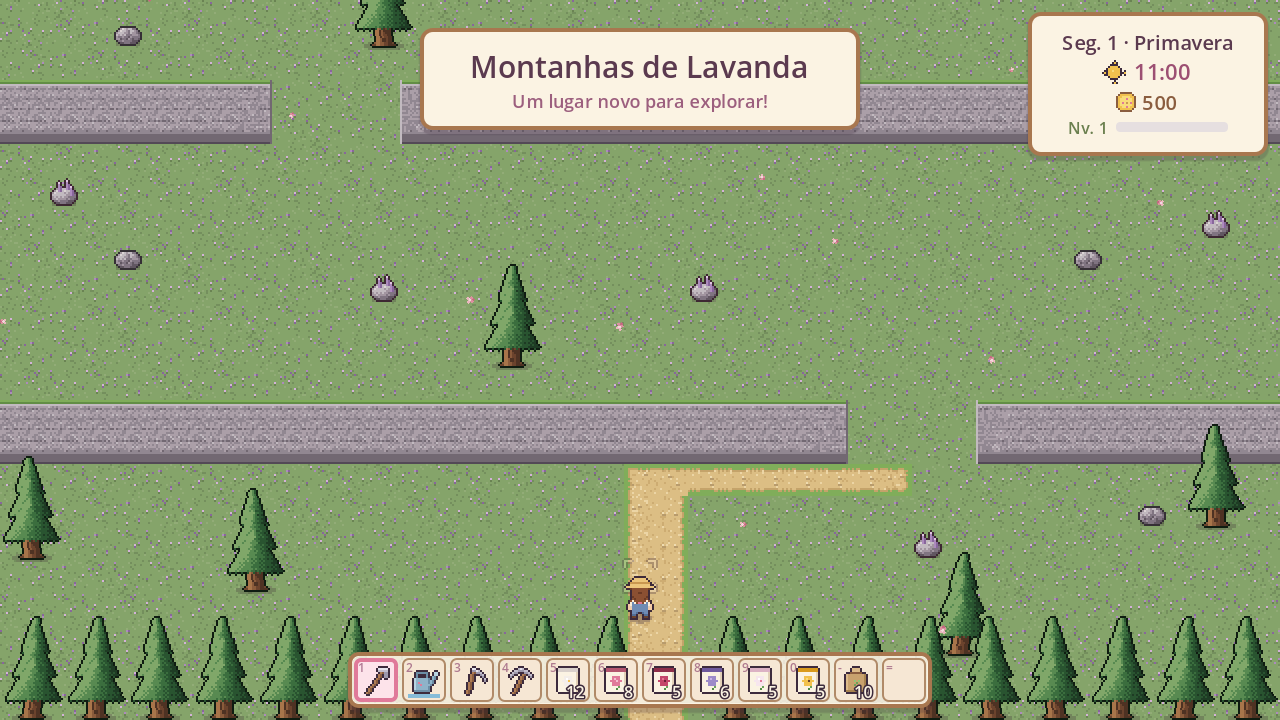 Montanhas de Lavanda
Um lugar novo para explorar!
Seg. 1 · Primavera
11:00
500
Nv. 1
1 2 3 4 5 6 7 8 9 0 - =
12 8 5 6 5 5 10